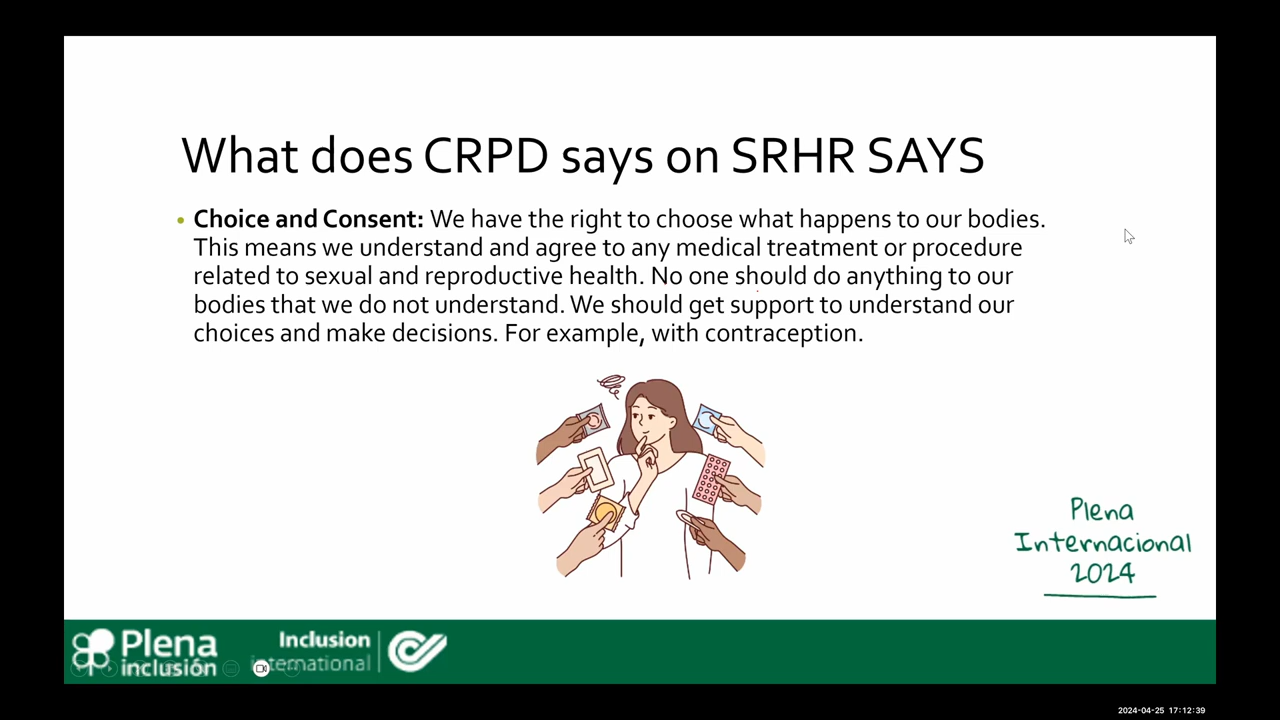 What does CRPD says on SRHR SAYS
• Choice and Consent: We have the right to choose what happens to our bodies.
This means we understand and agree to any medical treatment or procedure
related to sexual and reproductive health. No one should do anything to our
bodies that we do not understand. We should get support to understand our
choices and make decisions. For example, with contraception.
Plena
Internacional
2024
Plena
inclusión
Inclusion
international
2024-04-25 17:12:39